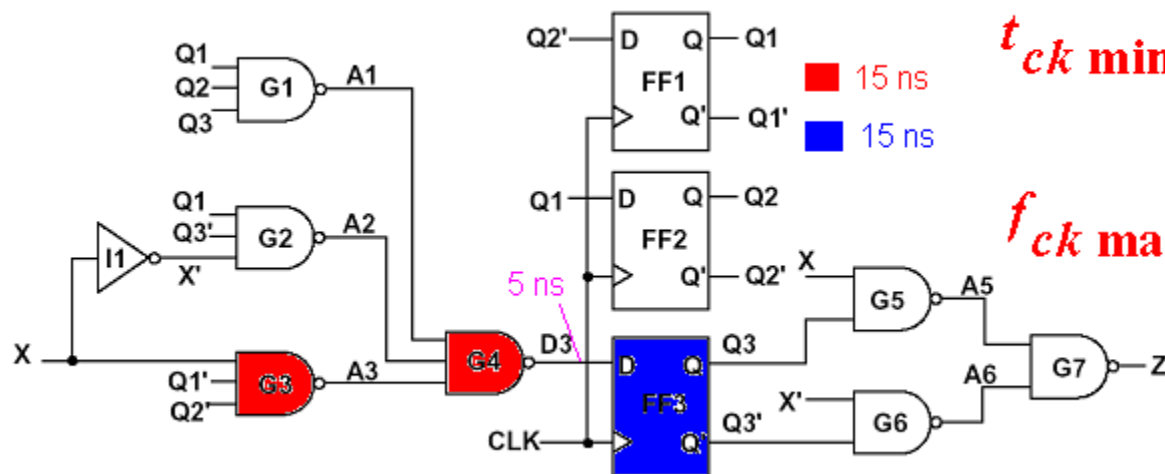 t ck min
15 ns
15 ns
f ck ma
Q1
Q2
Q3
G1
A1
Q1
Q3'
G2
A2
I1
X'
X
Q1'
Q2'
G3
A3
G4
D3
5 ns
CLK
Q2'
D
Q
Q1
FF1
Q'
Q1'
Q1
D
Q
Q2
FF2
Q'
Q2'
D
Q
Q3
FF3
Q'
Q3'
X
G5
A5
X'
G6
A6
G7
Z